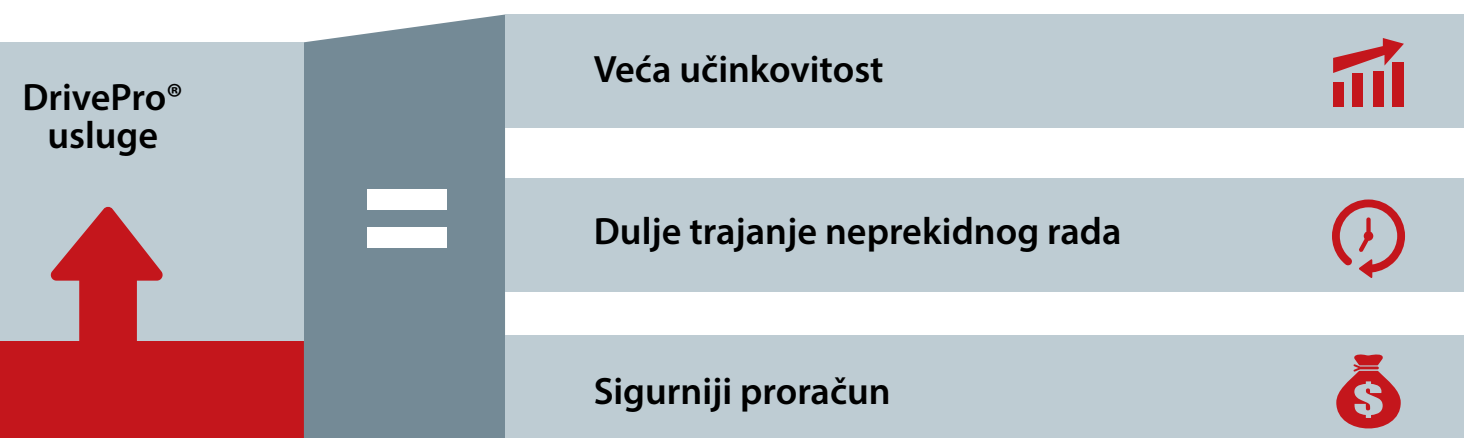 DrivePro®
usluge
Veća učinkovitost
Dulje trajanje neprekidnog rada
Sigurniji proračun